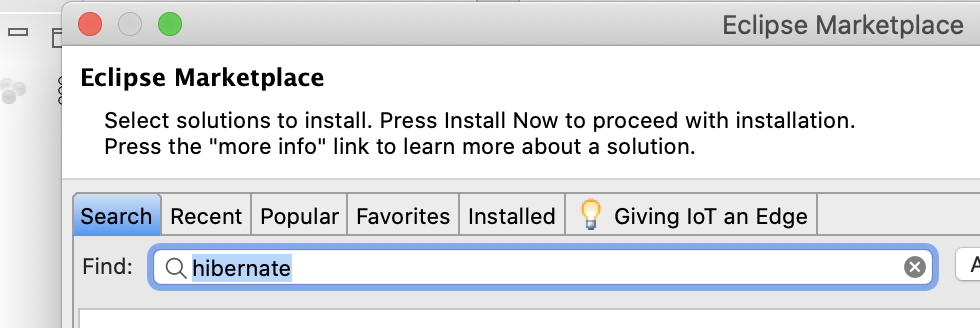 Eclipse Marketplace
Eclipse Marketplace
Select solutions to install. Press Install Now to proceed with installation.
Press the "more info" link to learn more about a solution.
Search Recent Popular Favorites Installed Giving IoT an Edge
Find: hibernate